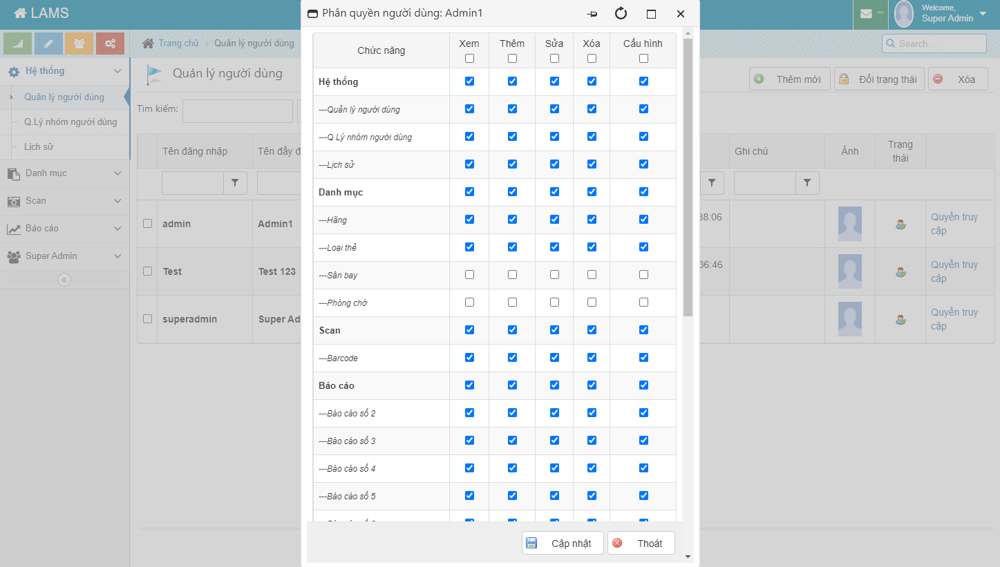 LAMS
Welcome,
Super Admin
Trang chủ
Quản lý người dùng
Search ...
Hệ thống
Quản lý người dùng
Q.Lý nhóm người dùng
Lịch sử
Danh mục
Scan
Báo cáo
Super Admin
Quản lý người dùng
Thêm mới
Đổi trạng thái
Xóa
Tìm kiếm:
Tên đăng nhập
Tên đầy đ
Ghi chú
Ảnh
Trạng
thái
admin
Admin1
38:06
Quyền truy
cập
Test
Test 123
36:46
Quyền truy
cập
superadmin
Super Ad
Quyền truy
cập
Phân quyền người dùng: Admin1
Chức năng
Xem
Thêm
Sửa
Xóa
Cấu hình
Hệ thống
---Quản lý người dùng
---Q.Lý nhóm người dùng
---Lịch sử
Danh mục
---Hãng
---Loại thẻ
---Sân bay
---Phòng chờ
Scan
---Barcode
Báo cáo
---Báo cáo số 2
---Báo cáo số 3
---Báo cáo số 4
---Báo cáo số 5
Cập nhật
Thoát